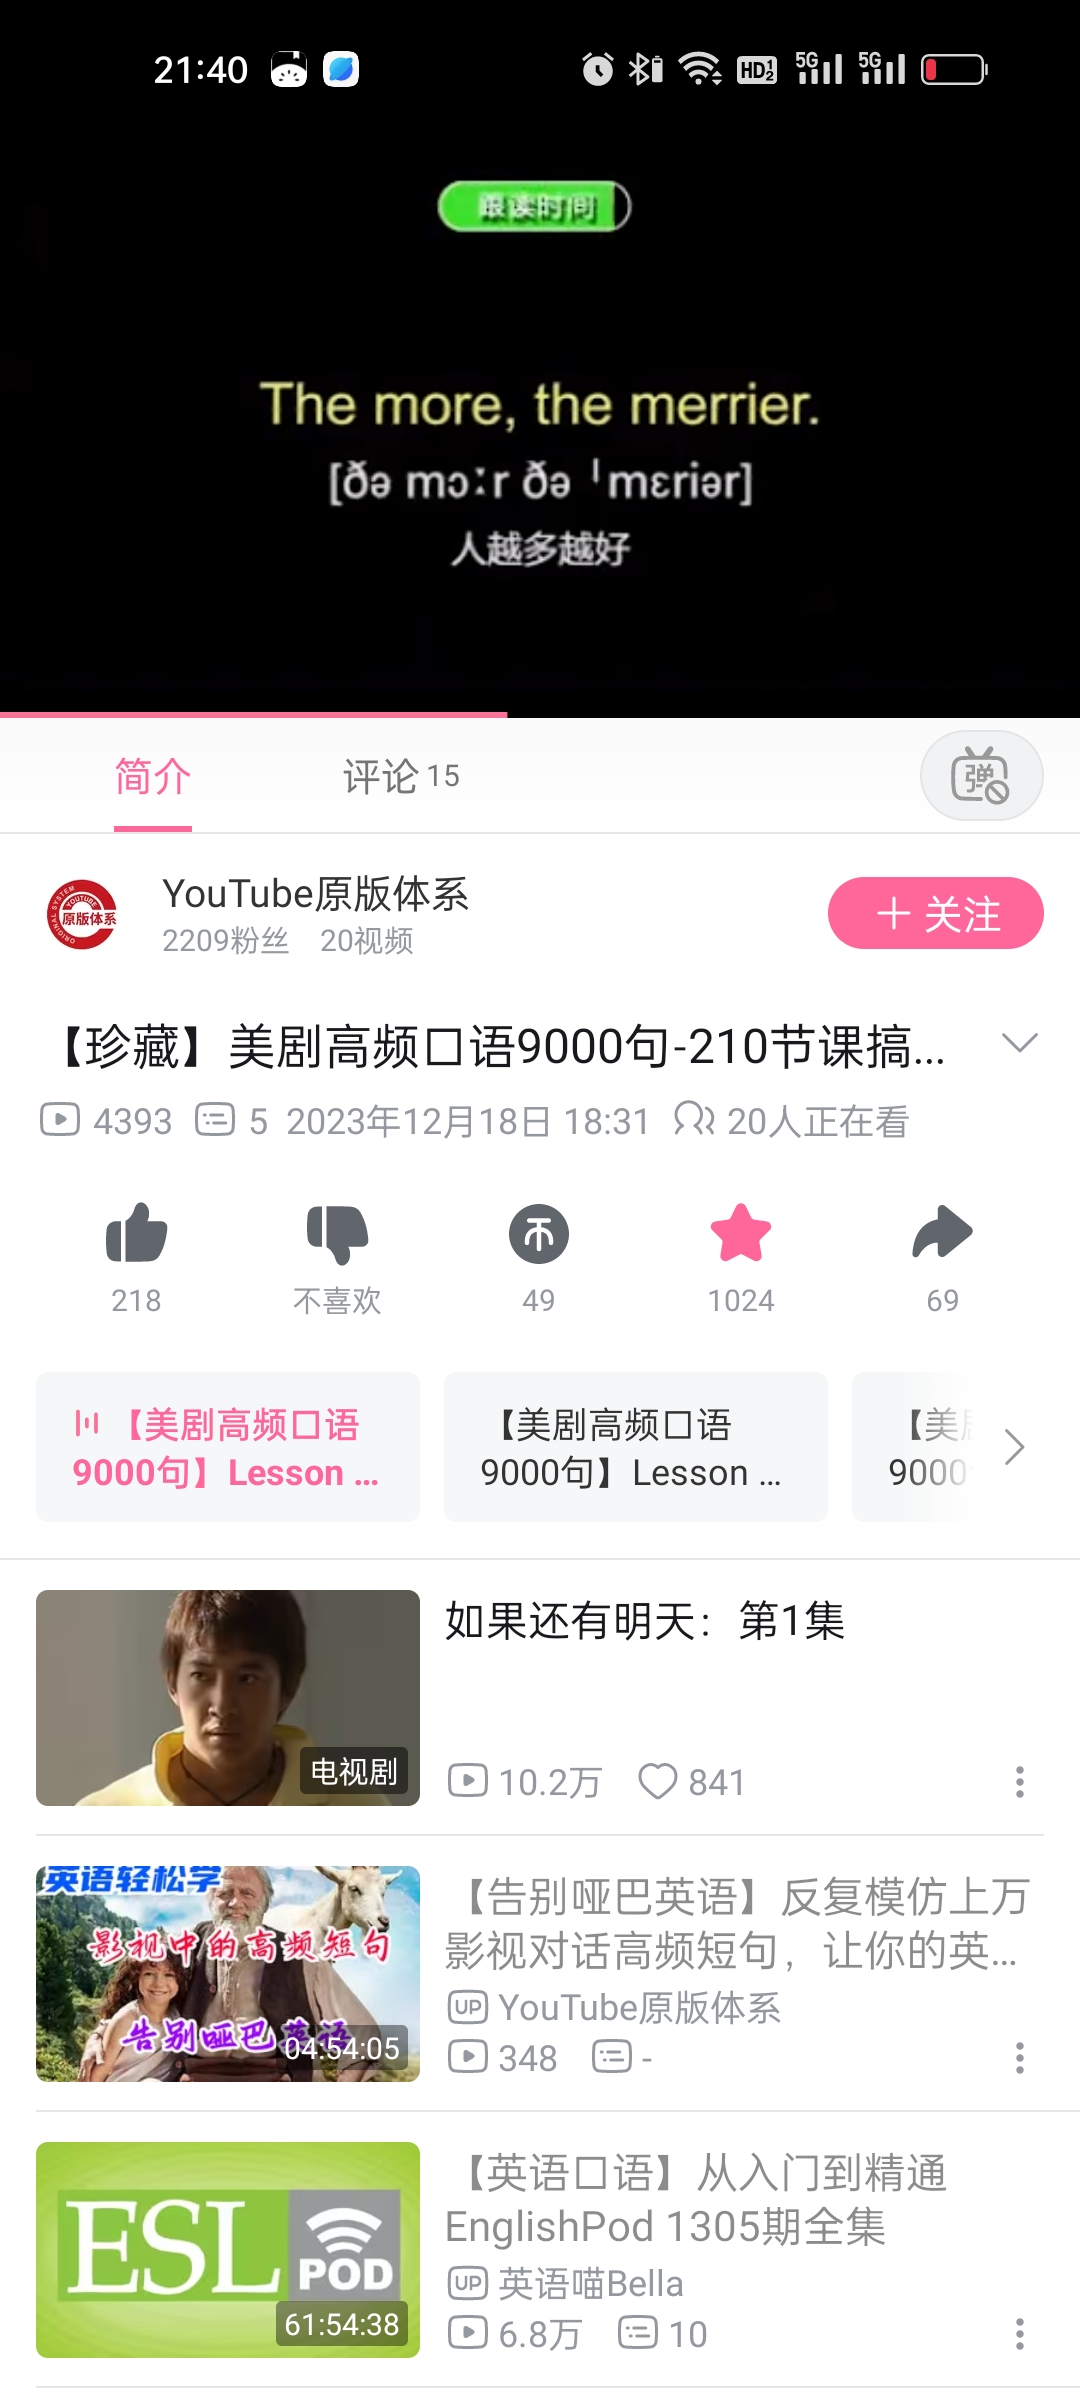 21:40
HD 1 2 5G 5G
跟读时间
The more, the merrier.
[ðə mɔːr ðə ˈmɛriər]
人越多越好
简介 评论 15 弹
YouTube原版体系
2209粉丝 20视频
+ 关注
【珍藏】美剧高频口语9000句-210节课搞...
4393 5 2023年12月18日 18:31 20人正在看
218 不喜欢 49 1024 69
【美剧高频口语 9000句】Lesson ...
【美剧高频口语 9000句】Lesson ...
【美
9000
如果还有明天：第1集
电视剧
10.2万 841
英语轻松学
影视中的高频短句
告别哑巴英语
04:54:05
【告别哑巴英语】反复模仿上万
影视对话高频短句，让你的英...
UP YouTube原版体系
348 -
ESL POD
61:54:38
【英语口语】从入门到精通
EnglishPod 1305期全集
UP 英语喵Bella
6.8万 10